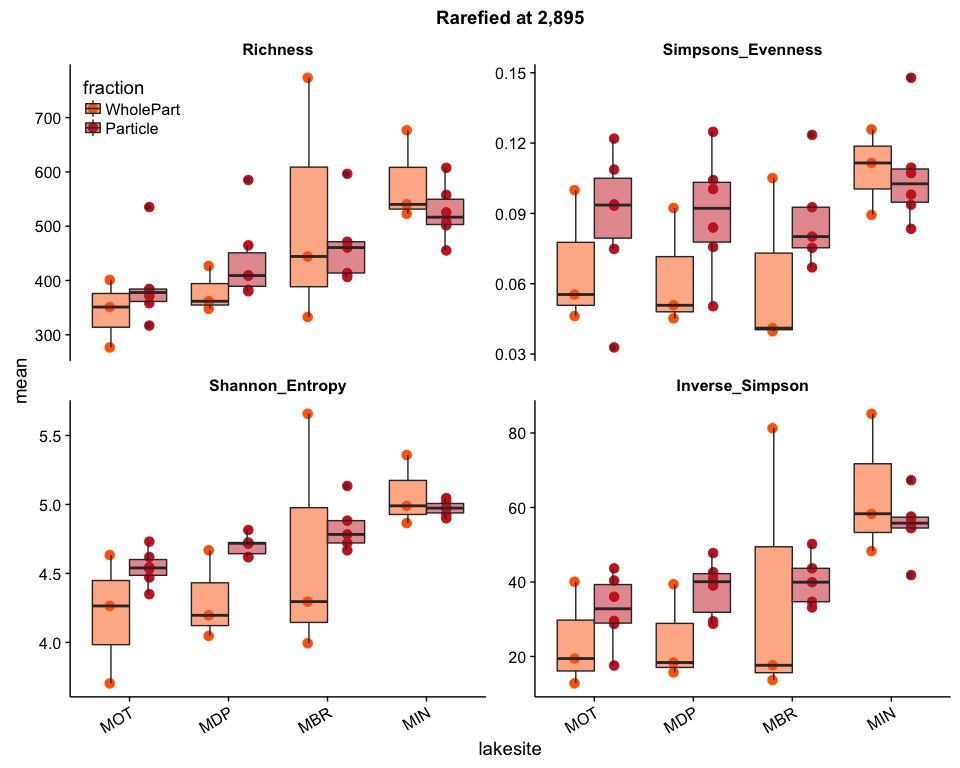 Rarefied at 2,895
Richness
Simpsons_Evenness
fraction
WholePart
Particle
700
600
500
400
300
0.15
0.12
0.09
0.06
0.03
mean
Shannon_Entropy
Inverse_Simpson
5.5
5.0
4.5
4.0
80
60
40
20
MOT
MDP
MBR
MIN
MOT
MDP
MBR
MIN
lakesite